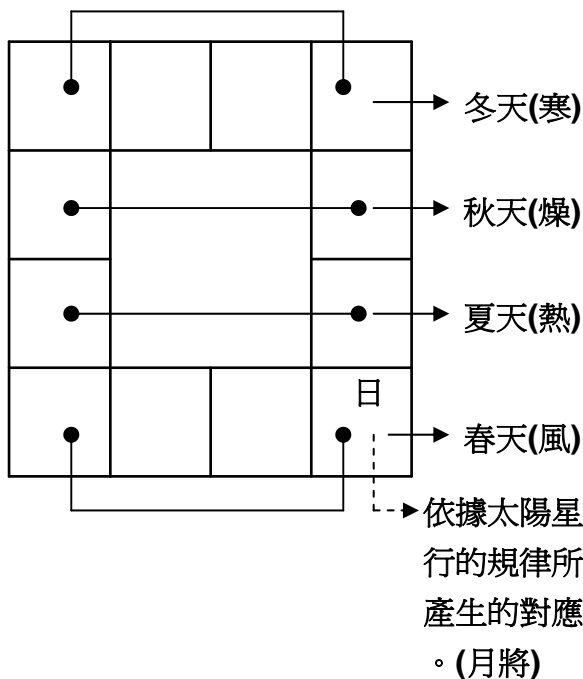 冬天(寒)
秋天(燥)
夏天(熱)
日
春天(風)
依據太陽星
行的規律所
產生的對應
。(月將)